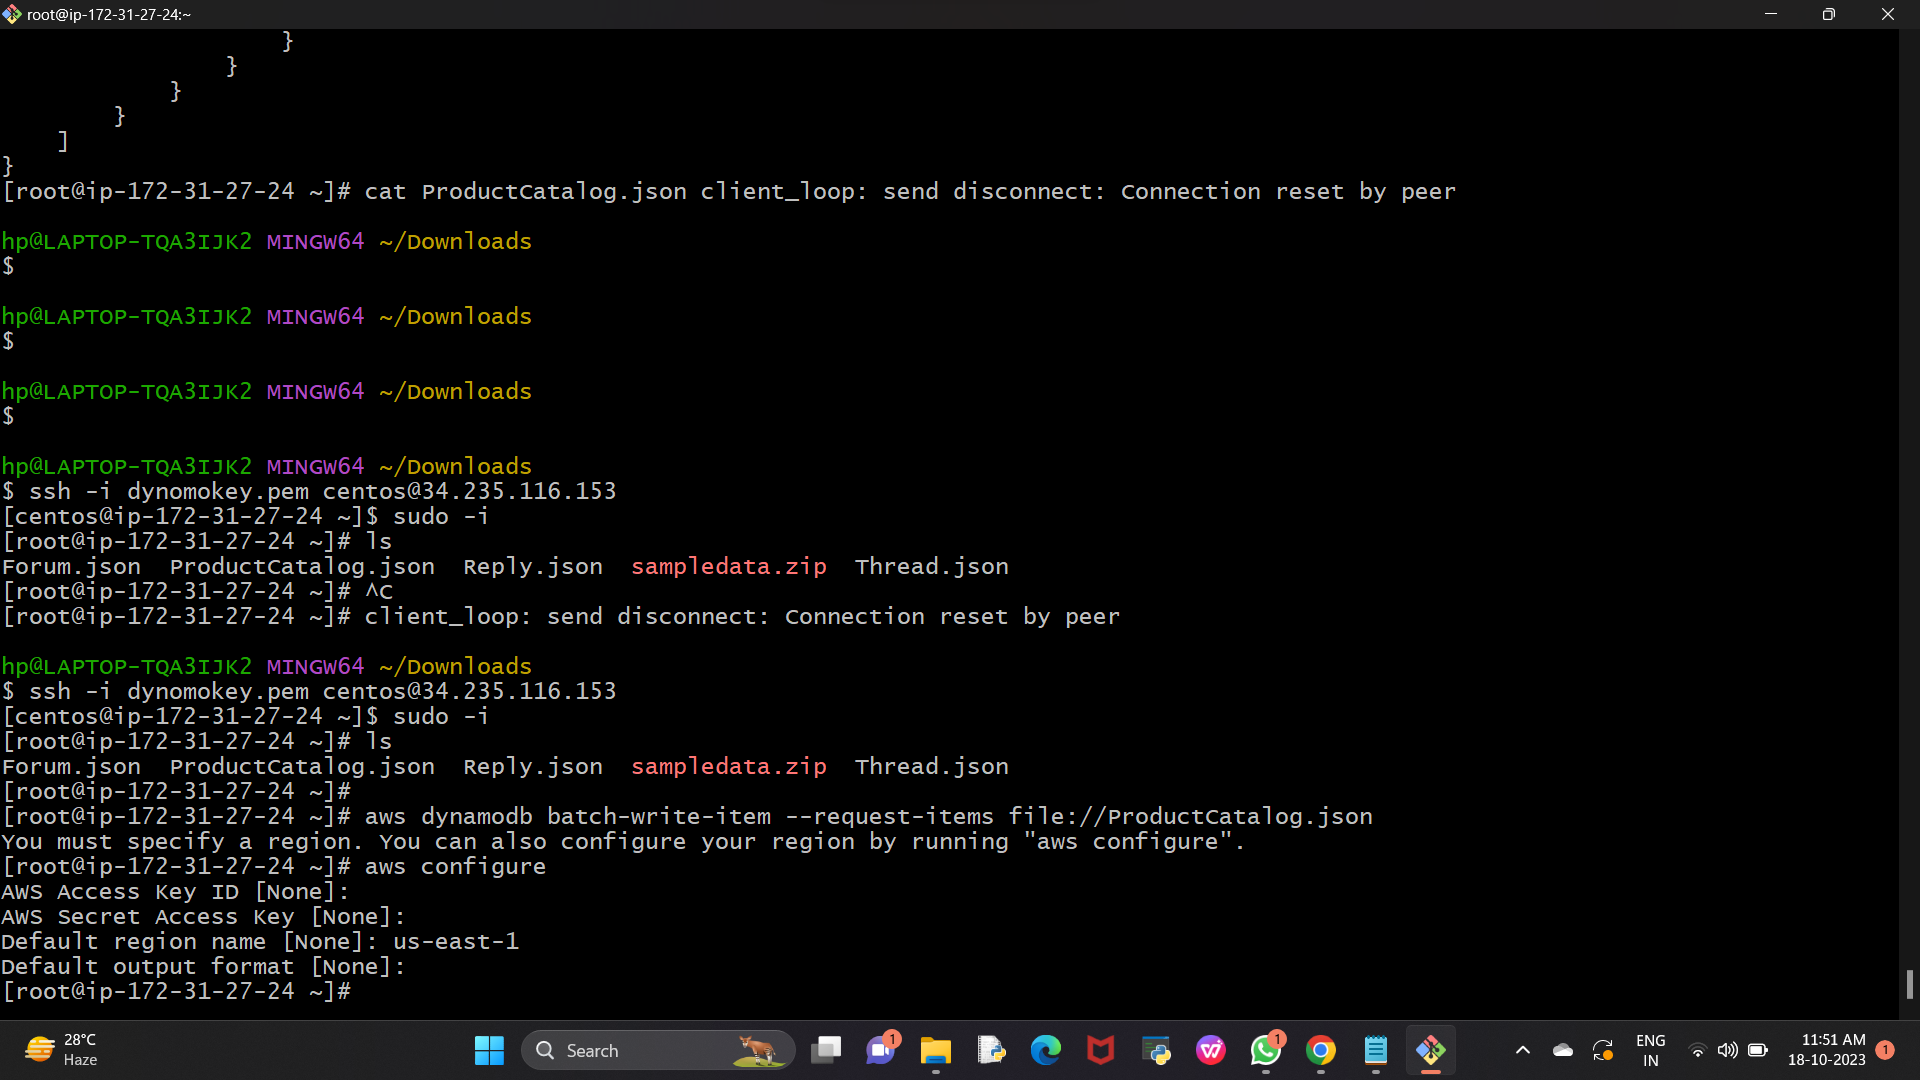 root@ip-172-31-27-24:~
}
}
}
}
]
}
[root@ip-172-31-27-24 ~]# cat ProductCatalog.json client_loop: send disconnect: Connection reset by peer
hp@LAPTOP-TQA3IJK2 MINGW64 ~/Downloads
$
hp@LAPTOP-TQA3IJK2 MINGW64 ~/Downloads
$
hp@LAPTOP-TQA3IJK2 MINGW64 ~/Downloads
$
hp@LAPTOP-TQA3IJK2 MINGW64 ~/Downloads
$ ssh -i dynomokey.pem centos@34.235.116.153
[centos@ip-172-31-27-24 ~]$ sudo -i
[root@ip-172-31-27-24 ~]# ls
Forum.json  ProductCatalog.json  Reply.json  sampledata.zip  Thread.json
[root@ip-172-31-27-24 ~]# ^C
[root@ip-172-31-27-24 ~]# client_loop: send disconnect: Connection reset by peer
hp@LAPTOP-TQA3IJK2 MINGW64 ~/Downloads
$ ssh -i dynomokey.pem centos@34.235.116.153
[centos@ip-172-31-27-24 ~]$ sudo -i
[root@ip-172-31-27-24 ~]# ls
Forum.json  ProductCatalog.json  Reply.json  sampledata.zip  Thread.json
[root@ip-172-31-27-24 ~]#
[root@ip-172-31-27-24 ~]# aws dynamodb batch-write-item --request-items file://ProductCatalog.json
You must specify a region. You can also configure your region by running "aws configure".
[root@ip-172-31-27-24 ~]# aws configure
AWS Access Key ID [None]:
AWS Secret Access Key [None]:
Default region name [None]: us-east-1
Default output format [None]:
[root@ip-172-31-27-24 ~]#
28°C
Haze
Search
1
1
ENG
IN
11:51 AM
18-10-2023
1